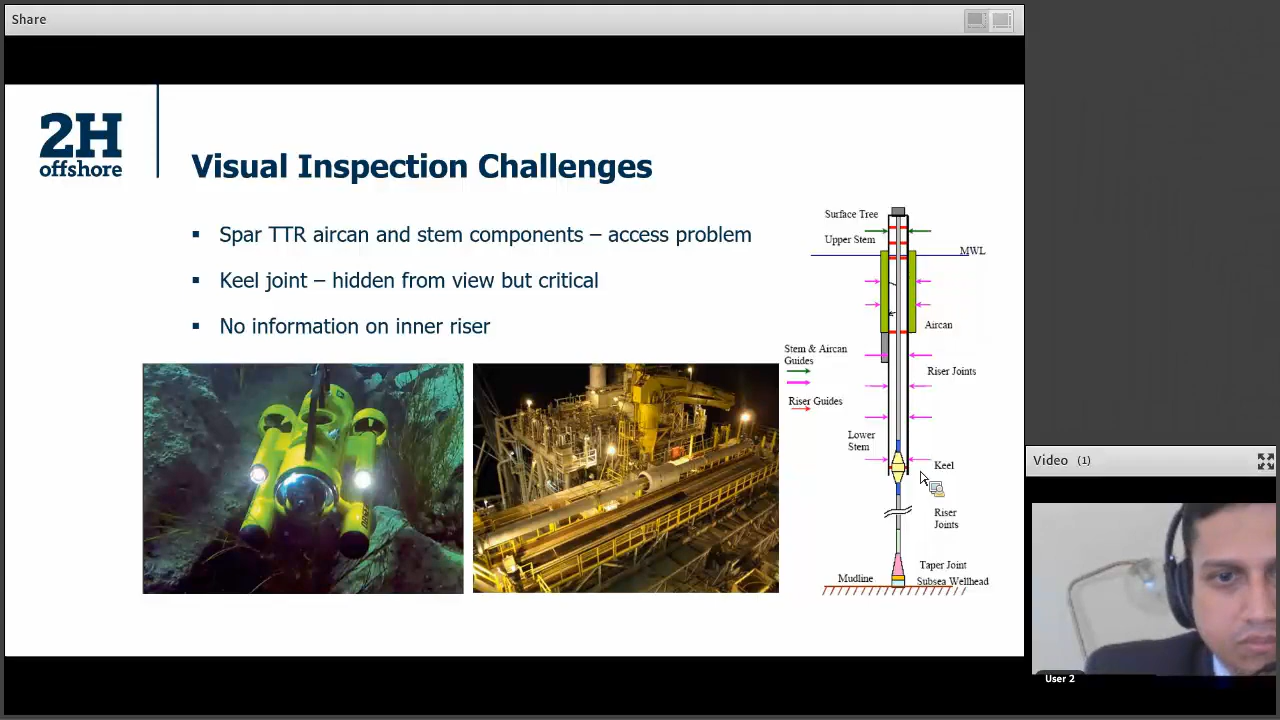 Share
2H
offshore
Visual Inspection Challenges
▪ Spar TTR aircan and stem components – access problem
▪ Keel joint – hidden from view but critical
▪ No information on inner riser
Surface Tree
Upper Stem
MWL
Aircan
Stem & Aircan
Guides
Riser Joints
Riser Guides
Lower
Stem
Keel
Riser
Joints
Taper Joint
Mudline
Subsea Wellhead
Video (1)
User 2